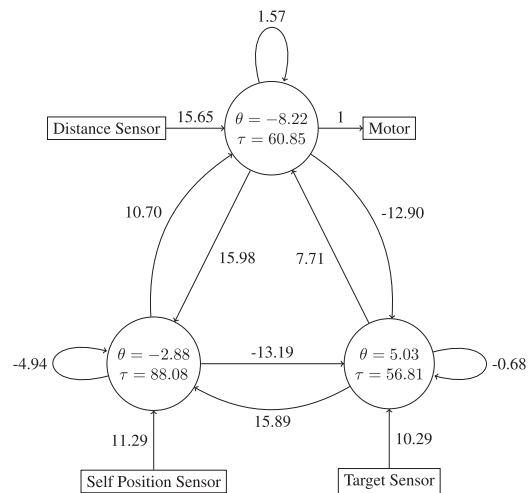 1.57
15.65
1
Distance Sensor
θ = −8.22
τ = 60.85
Motor
10.70
-12.90
15.98
7.71
θ = −2.88
τ = 88.08
-4.94
-13.19
θ = 5.03
τ = 56.81
-0.68
15.89
11.29
10.29
Self Position Sensor
Target Sensor